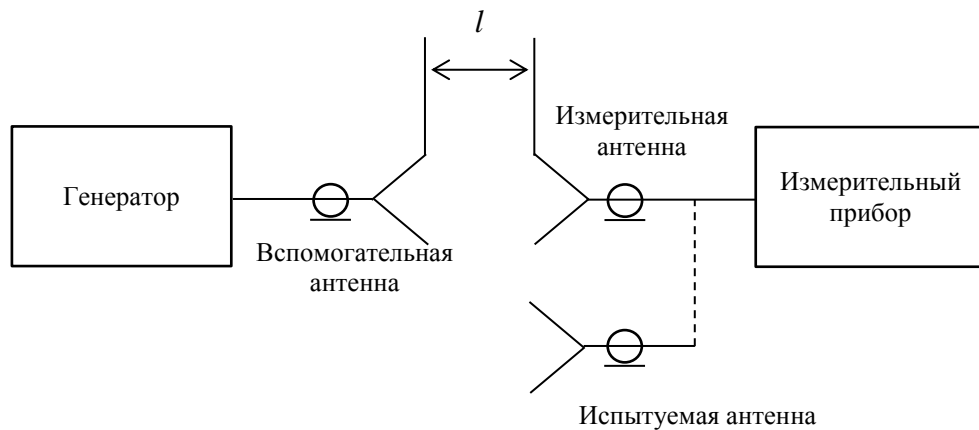 l
Генератор
Вспомогательная
антенна
Измерительная
антенна
Измерительный
прибор
Испытуемая антенна